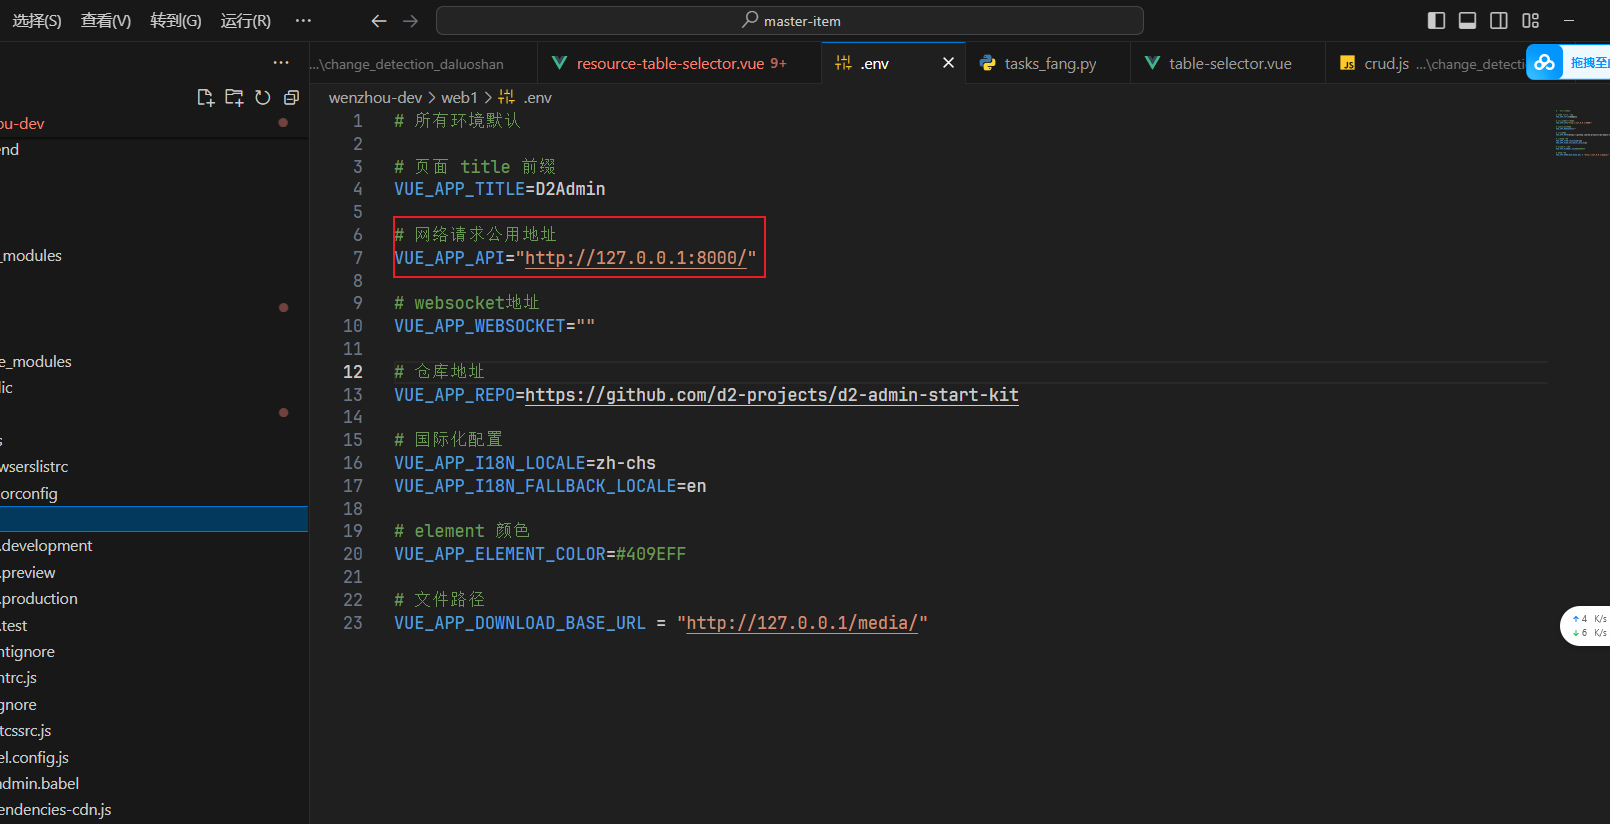 选择(S) 查看(V) 转到(G) 运行(R) ··· master-item
...\change_detection_daluoshan resource-table-selector.vue 9+ .env tasks_fang.py table-selector.vue JS crud.js ...\change_detectic 拖拽至
wenzhou-dev > web1 > .env
ou-dev
end
_modules
e_modules
lic
s
wserslistrc
orconfig
.development
.preview
.production
.test
ntignore
ntrc.js
gnore
tcssrc.js
el.config.js
admin.babel
endencies-cdn.js
1 # 所有环境默认
2
3 # 页面 title 前缀
4 VUE_APP_TITLE=D2Admin
5
6 # 网络请求公用地址
7 VUE_APP_API="http://127.0.0.1:8000/"
8
9 # websocket地址
10 VUE_APP_WEBSOCKET=""
11
12 # 仓库地址
13 VUE_APP_REPO=https://github.com/d2-projects/d2-admin-start-kit
14
15 # 国际化配置
16 VUE_APP_I18N_LOCALE=zh-chs
17 VUE_APP_I18N_FALLBACK_LOCALE=en
18
19 # element 颜色
20 VUE_APP_ELEMENT_COLOR=#409EFF
21
22 # 文件路径
23 VUE_APP_DOWNLOAD_BASE_URL = "http://127.0.0.1/media/"
↑ 4 K/s
↓ 6 K/s